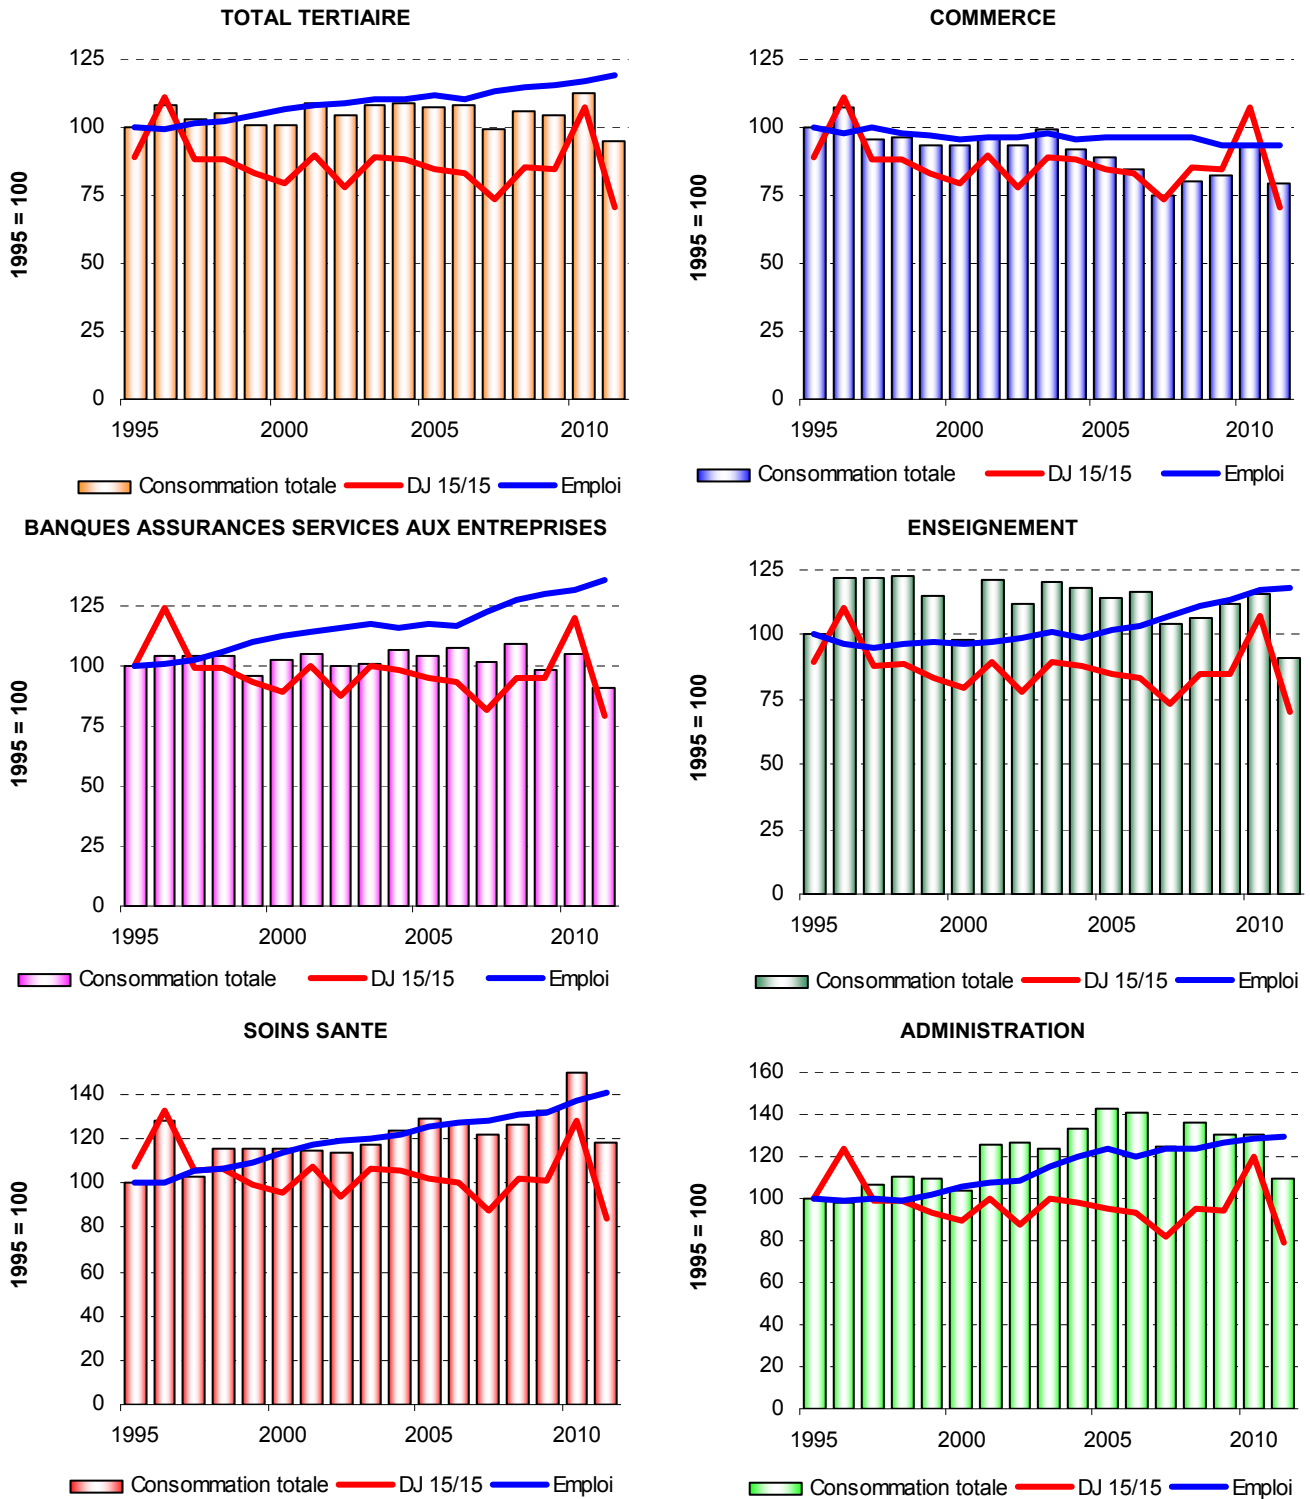 TOTAL TERTIAIRE
1995 = 100
125
100
75
50
25
0
1995 2000 2005 2010
Consommation totale DJ 15/15 Emploi
COMMERCE
1995 = 100
125
100
75
50
25
0
1995 2000 2005 2010
Consommation totale DJ 15/15 Emploi
BANQUES ASSURANCES SERVICES AUX ENTREPRISES
1995 = 100
125
100
75
50
25
0
1995 2000 2005 2010
Consommation totale DJ 15/15 Emploi
ENSEIGNEMENT
1995 = 100
125
100
75
50
25
0
1995 2000 2005 2010
Consommation totale DJ 15/15 Emploi
SOINS SANTE
1995 = 100
140
120
100
80
60
40
20
0
1995 2000 2005 2010
Consommation totale DJ 15/15 Emploi
ADMINISTRATION
1995 = 100
160
140
120
100
80
60
40
20
0
1995 2000 2005 2010
Consommation totale DJ 15/15 Emploi